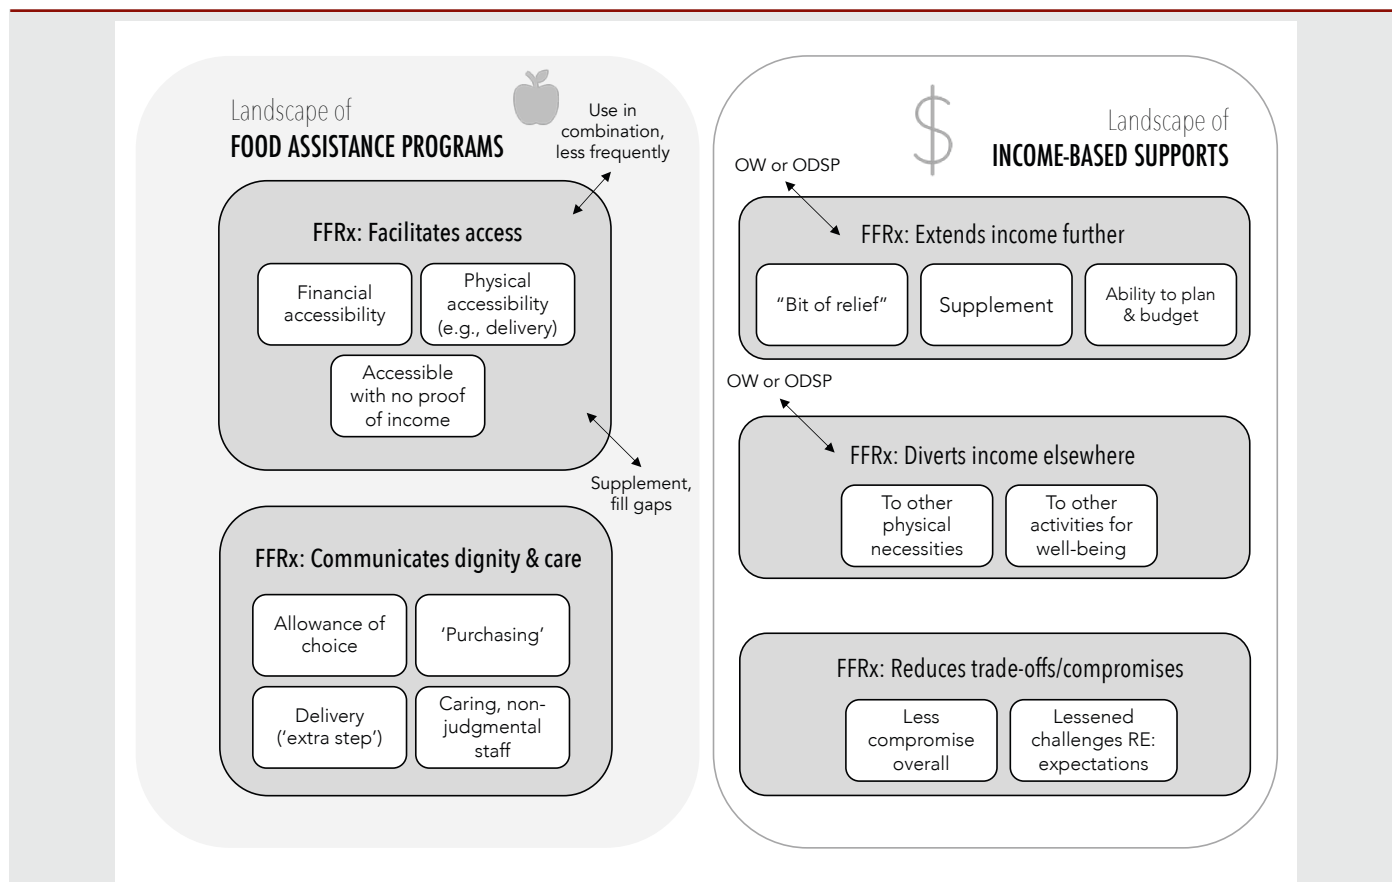 Landscape of
FOOD ASSISTANCE PROGRAMS
Use in
combination,
less frequently
FFRx: Facilitates access
Financial
accessibility
Physical
accessibility
(e.g., delivery)
Accessible
with no proof
of income
Supplement,
fill gaps
FFRx: Communicates dignity & care
Allowance of
choice
‘Purchasing’
Delivery
(‘extra step’)
Caring, non-
judgmental
staff
Landscape of
INCOME-BASED SUPPORTS
OW or ODSP
FFRx: Extends income further
“Bit of relief”
Supplement
Ability to plan
& budget
OW or ODSP
FFRx: Diverts income elsewhere
To other
physical
necessities
To other
activities for
well-being
FFRx: Reduces trade-offs/compromises
Less
compromise
overall
Lessened
challenges RE:
expectations